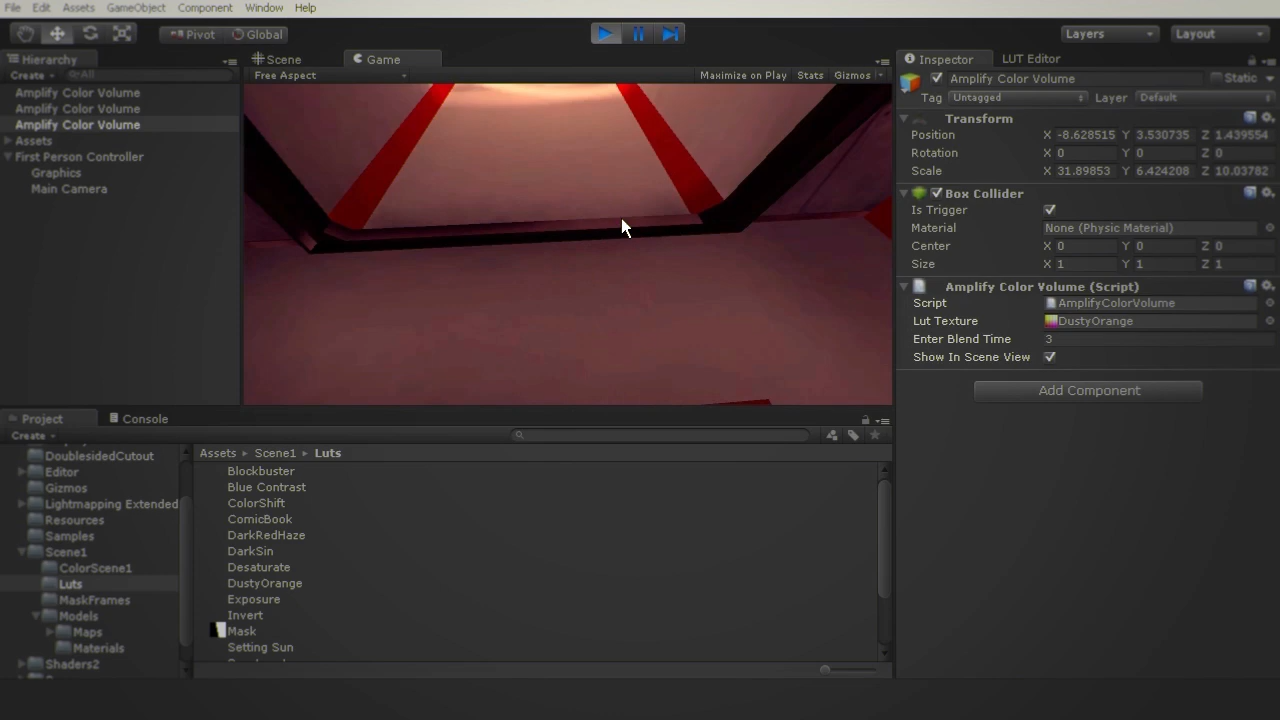 File Edit Assets GameObject Component Window Help
Pivot Global Layers Layout
Hierarchy
Create All
Amplify Color Volume
Amplify Color Volume
Amplify Color Volume
Assets
First Person Controller
Graphics
Main Camera
Scene Game
Free Aspect Maximize on Play Stats Gizmos
Inspector LUT Editor
Amplify Color Volume Static
Tag Untagged Layer Default
Transform
Position X -8.628515 Y 3.530735 Z 1.439554
Rotation X 0 Y 0 Z 0
Scale X 31.89853 Y 6.424208 Z 10.03782
Box Collider
Is Trigger
Material None (Physic Material)
Center X 0 Y 0 Z 0
Size X 1 Y 1 Z 1
Amplify Color Volume (Script)
Script AmplifyColorVolume
Lut Texture DustyOrange
Enter Blend Time 3
Show In Scene View
Add Component
Project Console
Create
DoublesidedCutout
Editor
Gizmos
Lightmapping Extended
Resources
Samples
Scene1
ColorScene1
Luts
MaskFrames
Models
Maps
Materials
Shaders2
Assets Scene1 Luts
Blockbuster
Blue Contrast
ColorShift
ComicBook
DarkRedHaze
DarkSin
Desaturate
DustyOrange
Exposure
Invert
Mask
Setting Sun